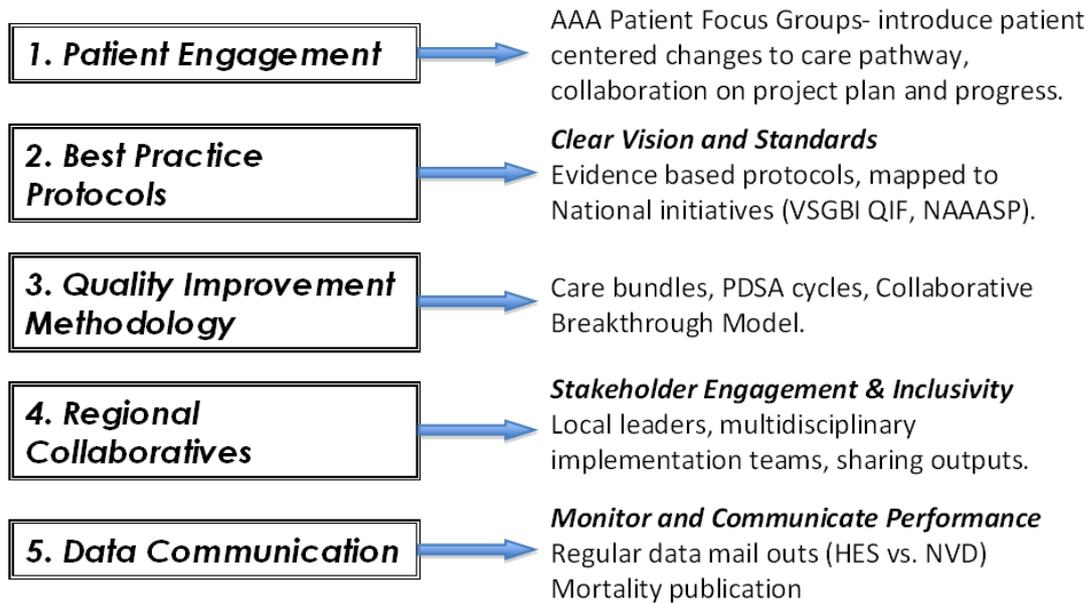 1. Patient Engagement
AAA Patient Focus Groups- introduce patient
centered changes to care pathway,
collaboration on project plan and progress.
2. Best Practice
Protocols
Clear Vision and Standards
Evidence based protocols, mapped to
National initiatives (VSGBI QIF, NAAASP).
3. Quality Improvement
Methodology
Care bundles, PDSA cycles, Collaborative
Breakthrough Model.
4. Regional
Collaboratives
Stakeholder Engagement & Inclusivity
Local leaders, multidisciplinary
implementation teams, sharing outputs.
5. Data Communication
Monitor and Communicate Performance
Regular data mail outs (HES vs. NVD)
Mortality publication